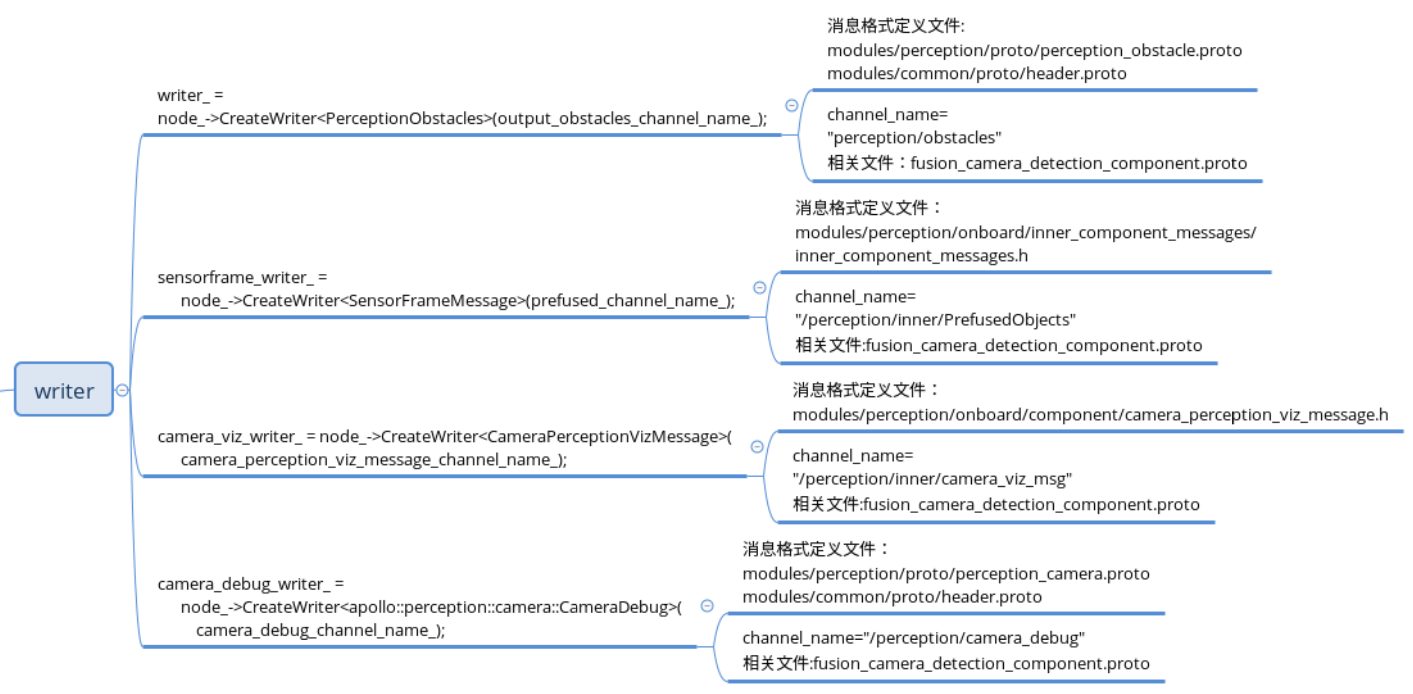 writer
writer_ =
node_->CreateWriter<PerceptionObstacles>(output_obstacles_channel_name_);
消息格式定义文件:
modules/perception/proto/perception_obstacle.proto
modules/common/proto/header.proto
channel_name=
"perception/obstacles"
相关文件：fusion_camera_detection_component.proto
sensorframe_writer_ =
node_->CreateWriter<SensorFrameMessage>(prefused_channel_name_);
消息格式定义文件：
modules/perception/onboard/inner_component_messages/
inner_component_messages.h
channel_name=
"/perception/inner/PrefusedObjects"
相关文件:fusion_camera_detection_component.proto
camera_viz_writer_ = node_->CreateWriter<CameraPerceptionVizMessage>(
camera_perception_viz_message_channel_name_);
消息格式定义文件：
modules/perception/onboard/component/camera_perception_viz_message.h
channel_name=
"/perception/inner/camera_viz_msg"
相关文件:fusion_camera_detection_component.proto
camera_debug_writer_ =
node_->CreateWriter<apollo::perception::camera::CameraDebug>(
camera_debug_channel_name_);
消息格式定义文件：
modules/perception/proto/perception_camera.proto
modules/common/proto/header.proto
channel_name="/perception/camera_debug"
相关文件:fusion_camera_detection_component.proto